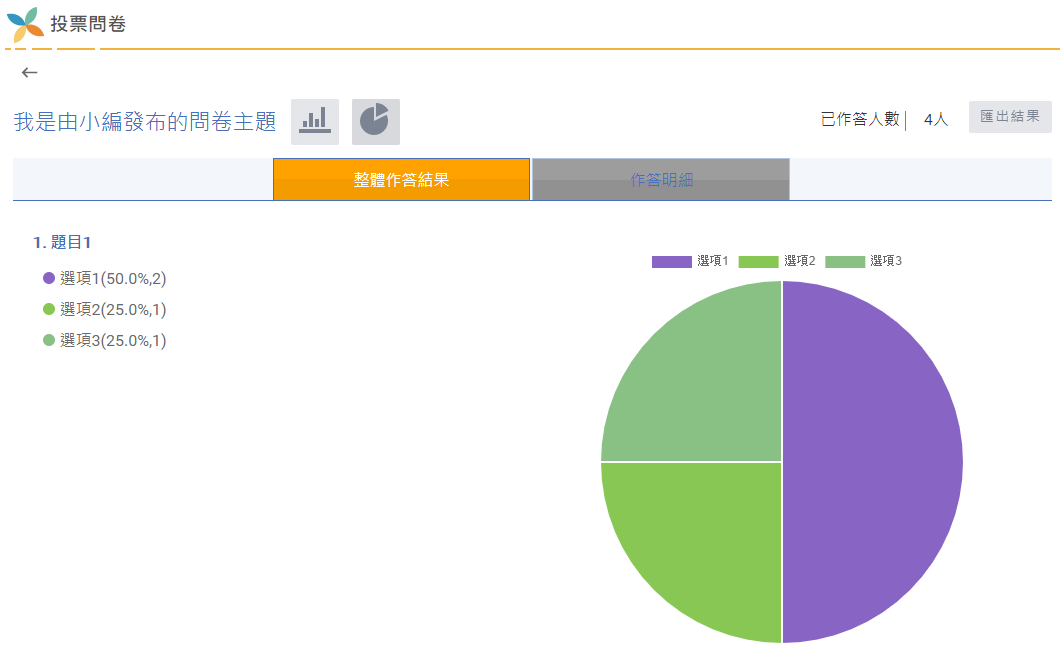 投票問卷
我是由小編發布的問卷主題
已作答人數 4人
匯出結果
整體作答結果
作答明細
1. 題目1
選項1(50.0%,2)
選項2(25.0%,1)
選項3(25.0%,1)
選項1 選項2 選項3